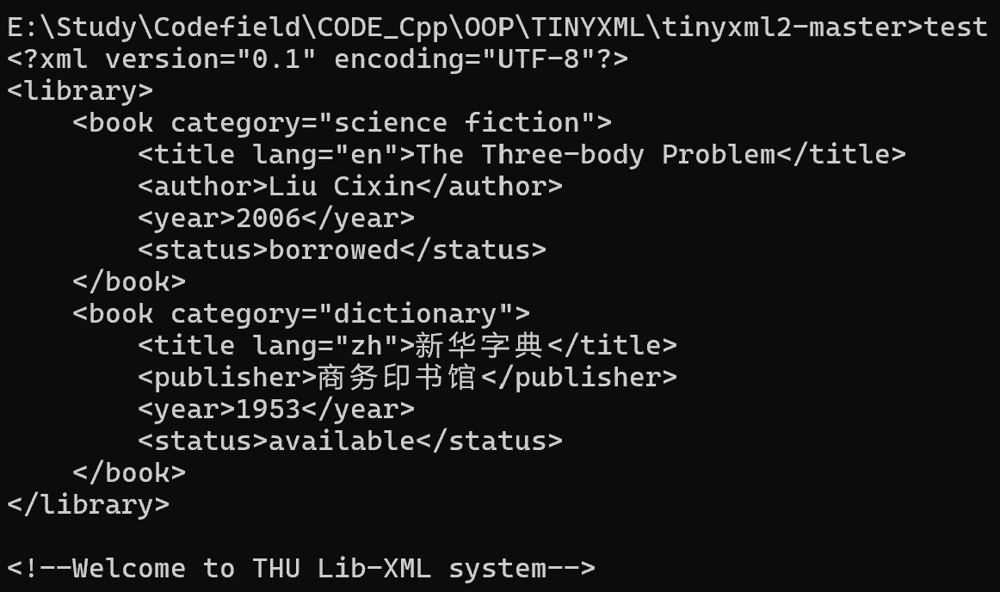 E:\Study\Codefield\CODE_Cpp\OOP\TINYXML\tinyxml2-master>test
<?xml version="0.1" encoding="UTF-8"?>
<library>
    <book category="science fiction">
        <title lang="en">The Three-body Problem</title>
        <author>Liu Cixin</author>
        <year>2006</year>
        <status>borrowed</status>
    </book>
    <book category="dictionary">
        <title lang="zh">新华字典</title>
        <publisher>商务印书馆</publisher>
        <year>1953</year>
        <status>available</status>
    </book>
</library>

<!--Welcome to THU Lib-XML system-->